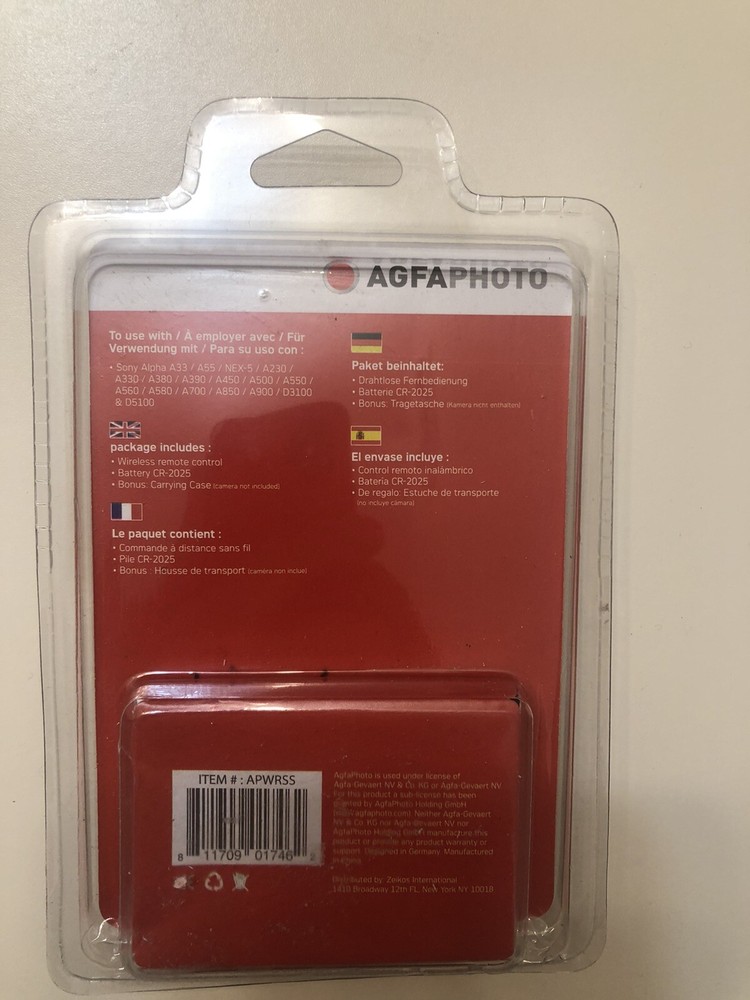 AGFAPHOTO
To use with / À employer avec / Für
Verwendung mit / Para su uso con :
• Sony Alpha A33 / A55 / NEX-5 / A230 /
A330 / A380 / A390 / A450 / A500 / A550 /
A560 / A580 / A700 / A850 / A900 / D3100
& D5100
package includes :
• Wireless remote control
• Battery CR-2025
• Bonus: Carrying Case (camera not included)
Le paquet contient :
• Commande à distance sans fil
• Pile CR-2025
• Bonus : Housse de transport (caméra non inclue)
Paket beinhaltet:
• Drahtlose Fernbedienung
• Batterie CR-2025
• Bonus: Tragetasche (Kamera nicht enthalten)
El envase incluye :
• Control remoto inalámbrico
• Batería CR-2025
• De regalo: Estuche de transporte
(no incluye cámara)
ITEM # : APWRSS
8 11709 01746 2
AgfaPhoto is used under license of
Agfa-Gevaert NV & Co. KG or Agfa-Gevaert NV.
For this product a sub-license has been
granted by AgfaPhoto Holding GmbH
(www.agfaphoto.com). Neither Agfa-Gevaert
NV & Co. KG nor Agfa-Gevaert NV nor
AgfaPhoto Holding GmbH manufacture this
product or provide any product warranty or
support. Designed in Germany. Manufactured
Distributed by: Zeikos International
1410 Broadway 12th FL, New York NY 10018